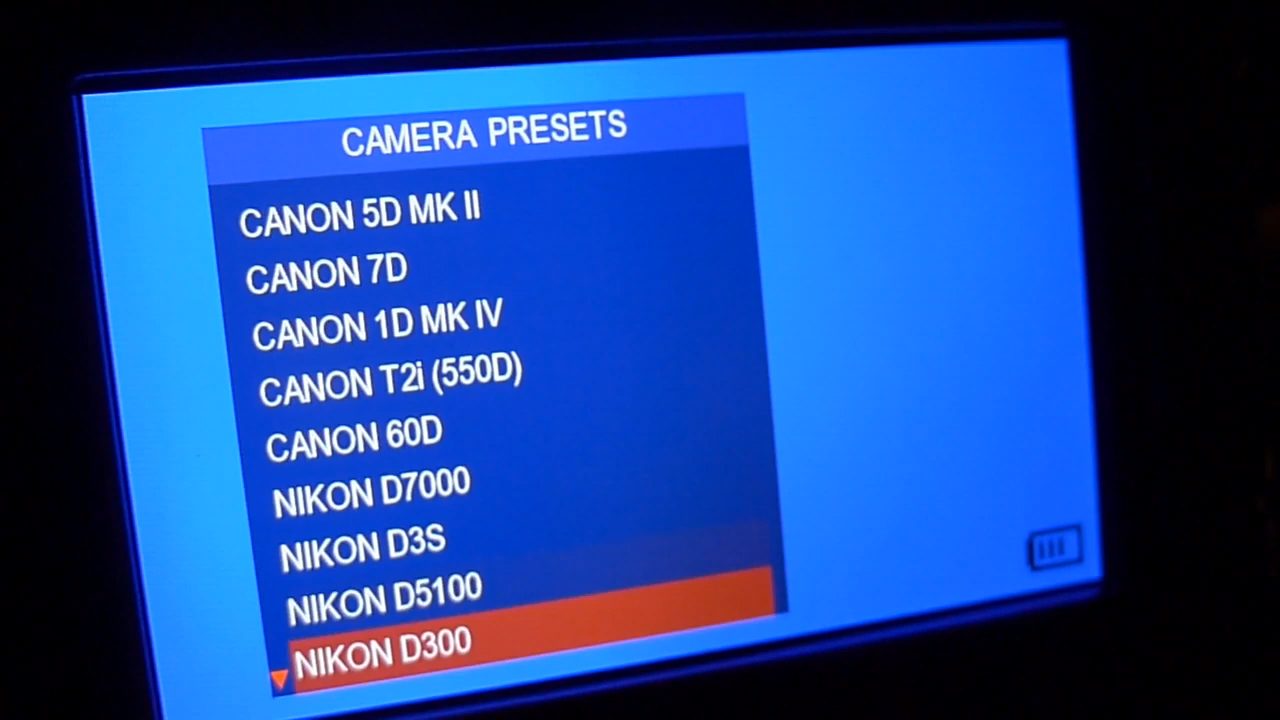 CAMERA PRESETS
CANON 5D MK II
CANON 7D
CANON 1D MK IV
CANON T2i (550D)
CANON 60D
NIKON D7000
NIKON D3S
NIKON D5100
NIKON D300